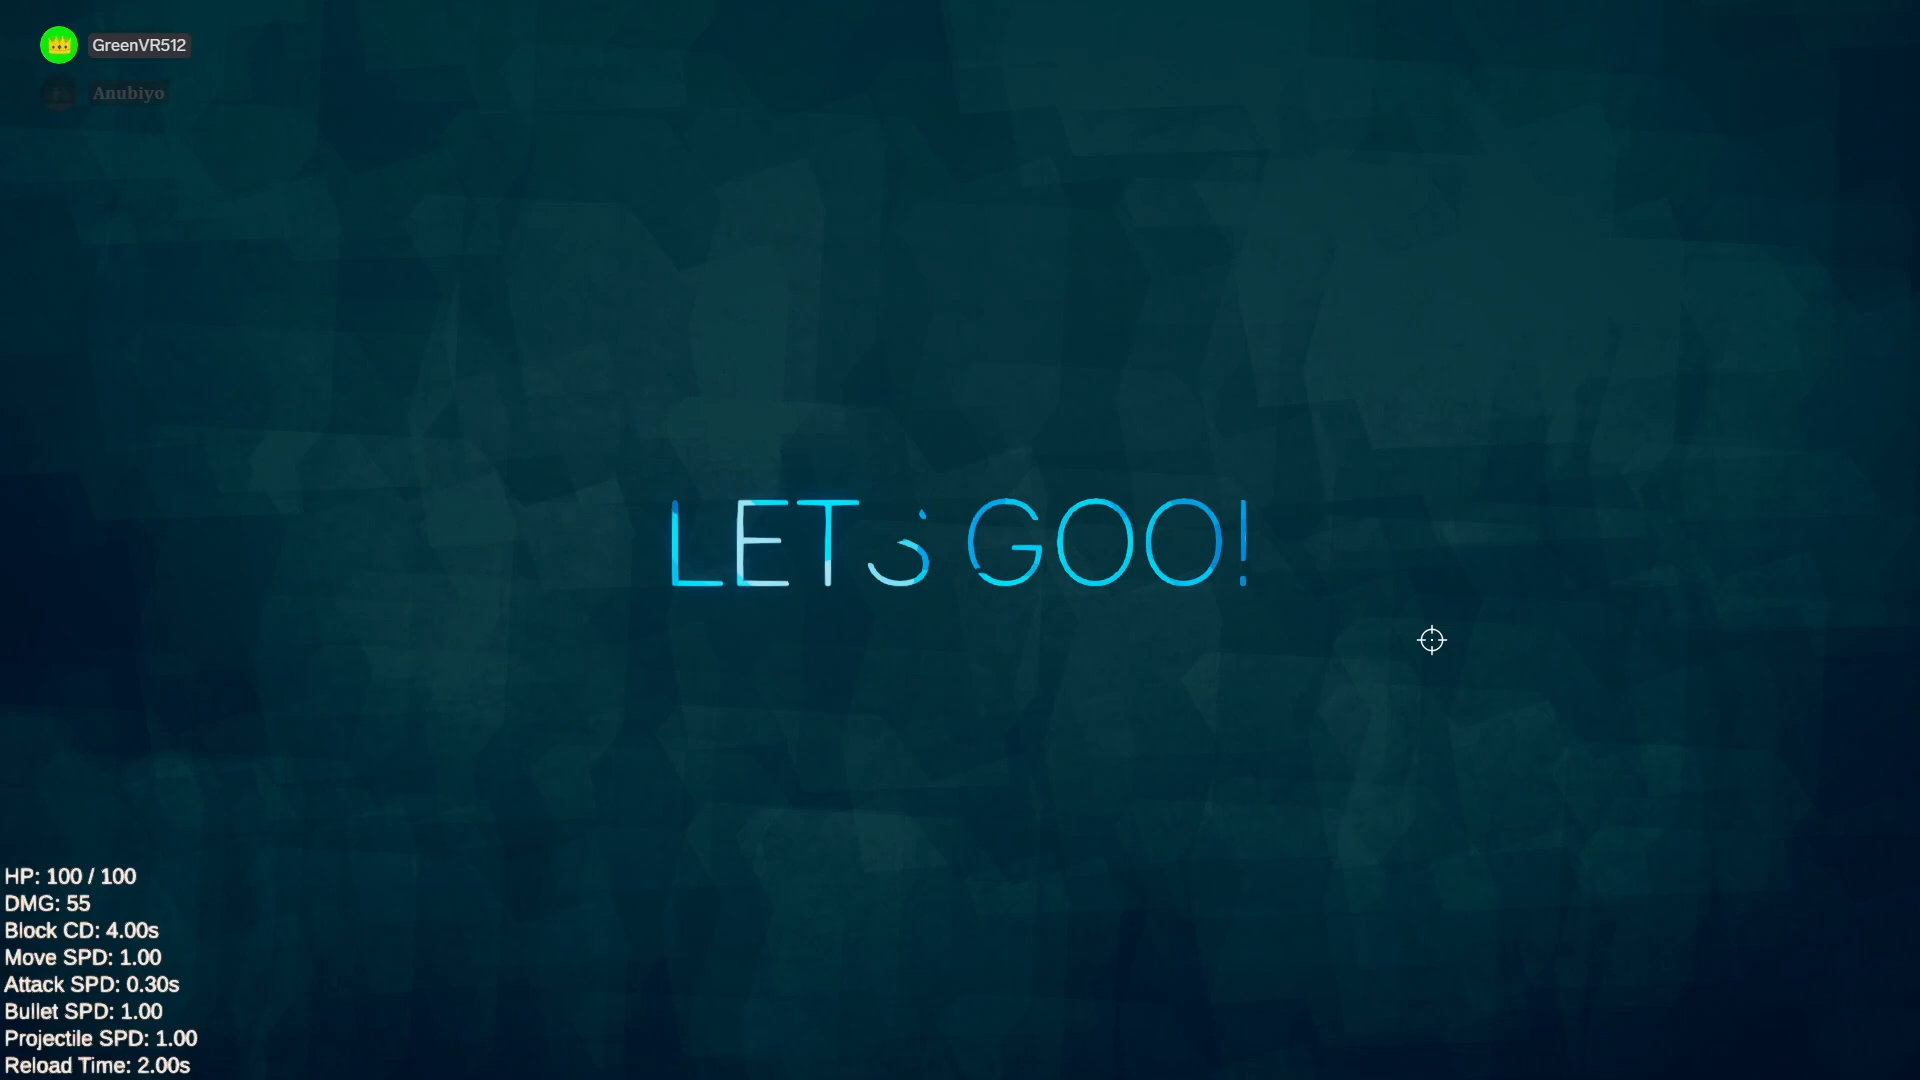 GreenVR512
Anubiyo
LETS GOO!
HP: 100 / 100
DMG: 55
Block CD: 4.00s
Move SPD: 1.00
Attack SPD: 0.30s
Bullet SPD: 1.00
Projectile SPD: 1.00
Reload Time: 2.00s